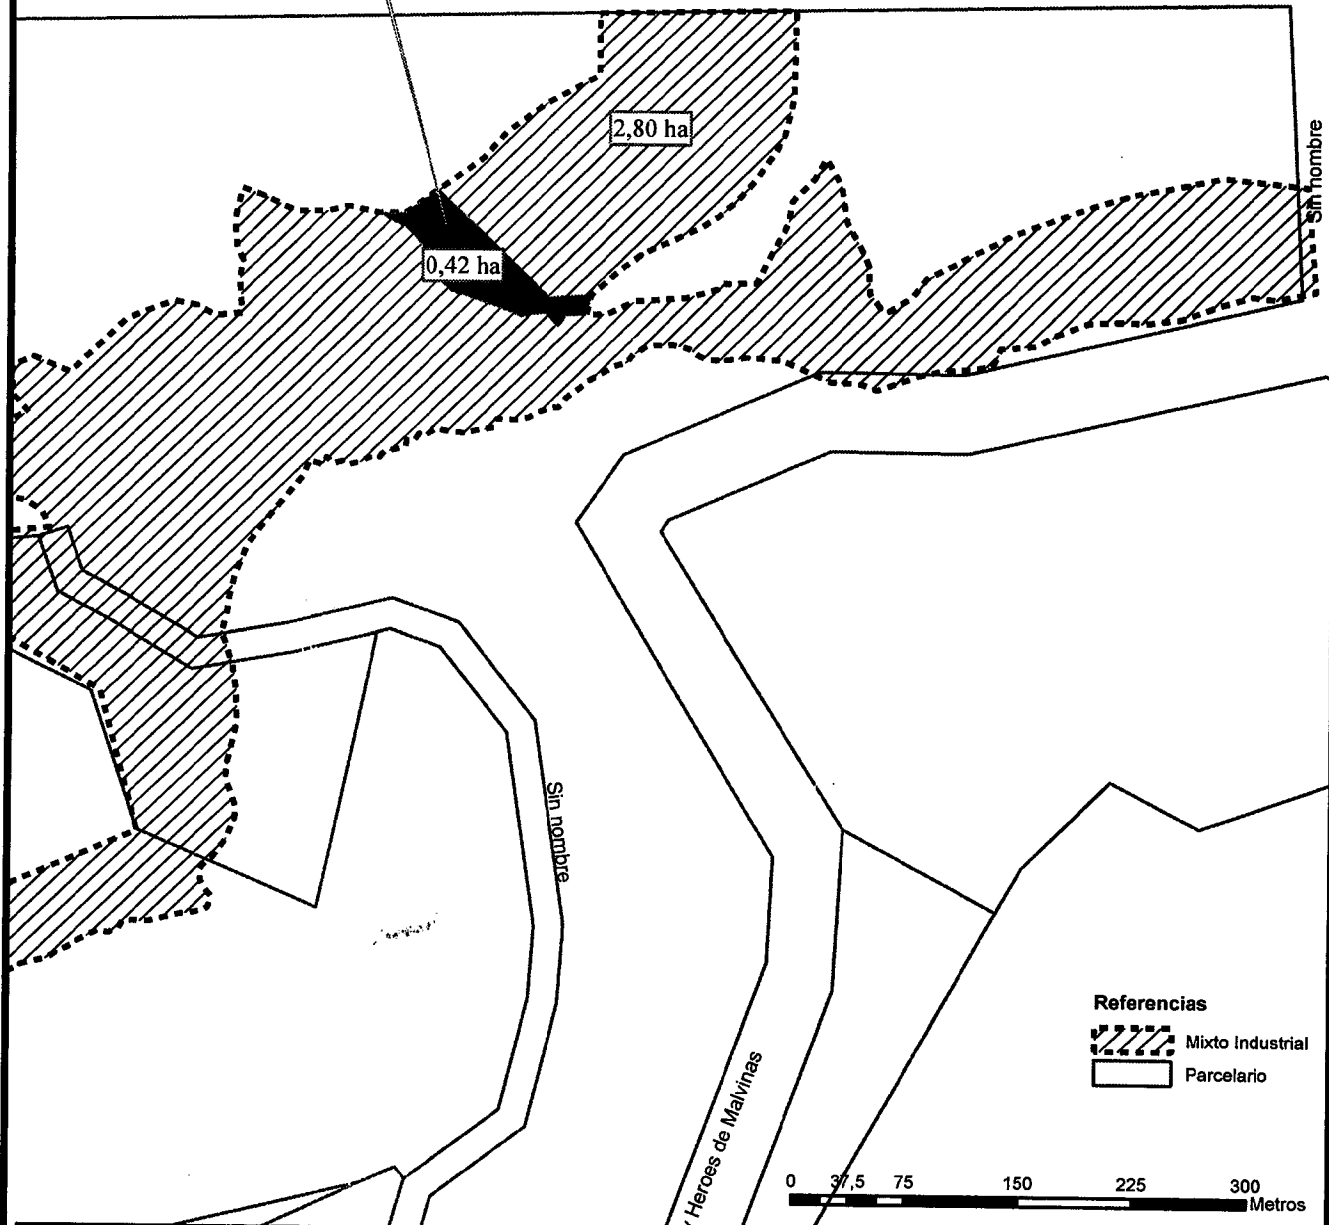 2,80 ha
Sin nombre
0,42 ha
Sin nombre
Referencias
Mixto Industrial
Parcelario
Heroes de Malvinas
0 37,5 75 150 225 300
Metros